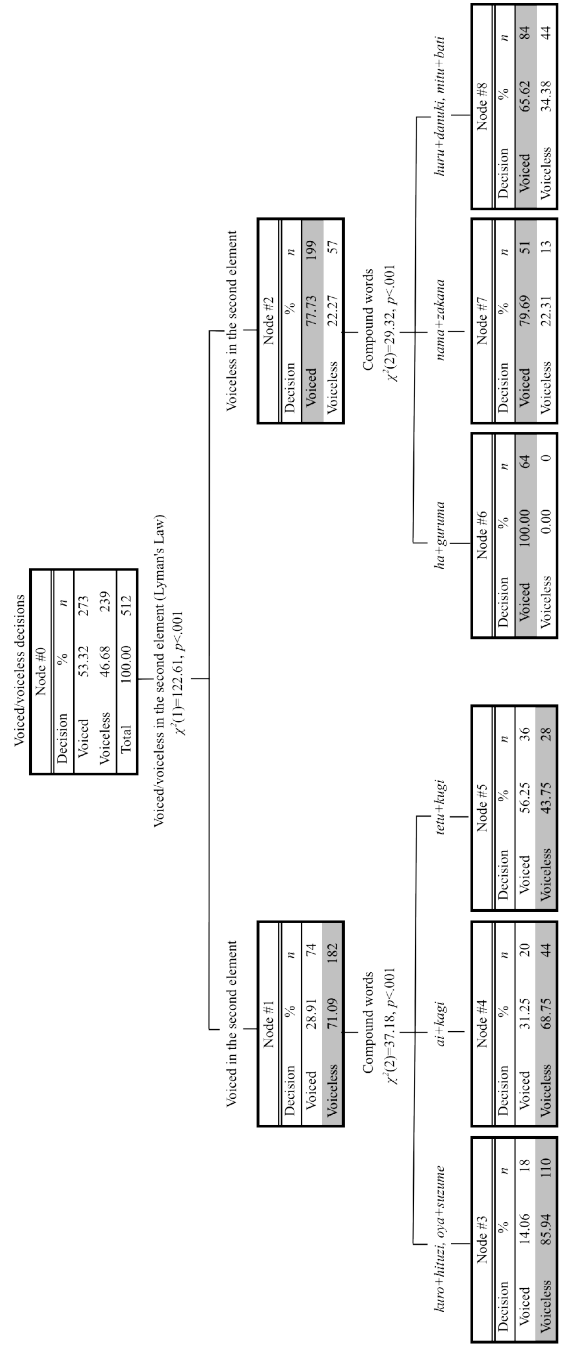 Voiced/voiceless decisions
Node #0
Decision % n
Voiced 53.32 273
Voiceless 46.68 239
Total 100.00 512
Voiced/voiceless in the second element (Lyman's Law)
χ²(1)=122.61, p<.001
Voiced in the second element
Node #1
Decision % n
Voiced 28.91 74
Voiceless 71.09 182
Compound words
χ²(2)=37.18, p<.001
Voiceless in the second element
Node #2
Decision % n
Voiced 77.73 199
Voiceless 22.27 57
Compound words
χ²(2)=29.32, p<.001
kuro+hituzi, oya+suzume
Node #3
Decision % n
Voiced 14.06 18
Voiceless 85.94 110
ai+kagi
Node #4
Decision % n
Voiced 31.25 20
Voiceless 68.75 44
tetu+kugi
Node #5
Decision % n
Voiced 56.25 36
Voiceless 43.75 28
ha+guruma
Node #6
Decision % n
Voiced 100.00 64
Voiceless 0.00 0
nama+zakana
Node #7
Decision % n
Voiced 79.69 51
Voiceless 22.31 13
huru+danuki, mitu+bati
Node #8
Decision % n
Voiced 65.62 84
Voiceless 34.38 44